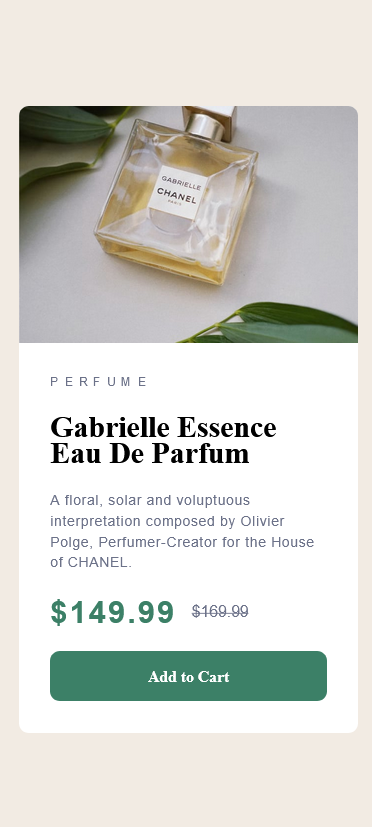 GABRIELLE
CHANEL
PARIS
PERFUME
Gabrielle Essence
Eau De Parfum
A floral, solar and voluptuous
interpretation composed by Olivier
Polge, Perfumer-Creator for the House
of CHANEL.
$149.99 $169.99
Add to Cart